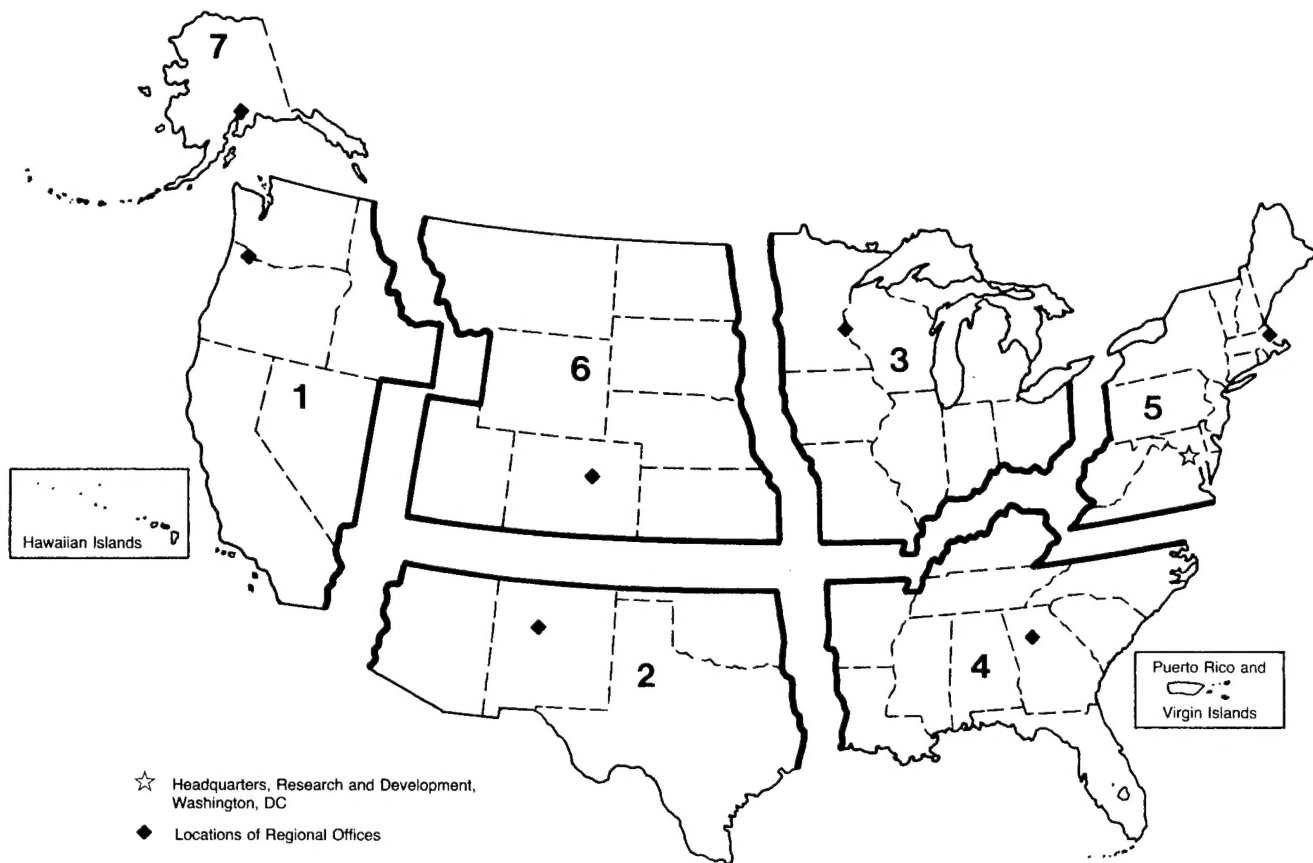 7
1
6
3
5
Hawaiian Islands
2
4
Puerto Rico and
Virgin Islands
Headquarters, Research and Development,
Washington, DC
Locations of Regional Offices